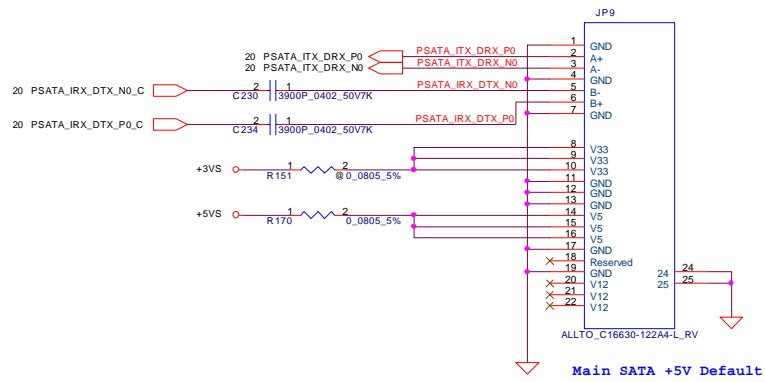 JP9
1 GND
20 PSATA_ITX_DRX_P0 PSATA_ITX_DRX_P0 2 A+
20 PSATA_ITX_DRX_N0 PSATA_ITX_DRX_N0 3 A-
4 GND
20 PSATA_IRX_DTX_N0_C 2 1 PSATA_IRX_DTX_N0 5 B-
C230 3900P_0402_50V7K
6 B+
20 PSATA_IRX_DTX_P0_C 2 1 PSATA_IRX_DTX_P0 7 GND
C234 3900P_0402_50V7K
8 V33
9 V33
+3VS 1 2 10 V33
R151 @ 0_0805_5%
11 GND
12 GND
13 GND
+5VS 1 2 14 V5
R170 0_0805_5%
15 V5
16 V5
17 GND
18 Reserved
19 GND 24 24
20 V12 25 25
21 V12
22 V12
ALLTO_C16630-122A4-L_RV
Main SATA +5V Default